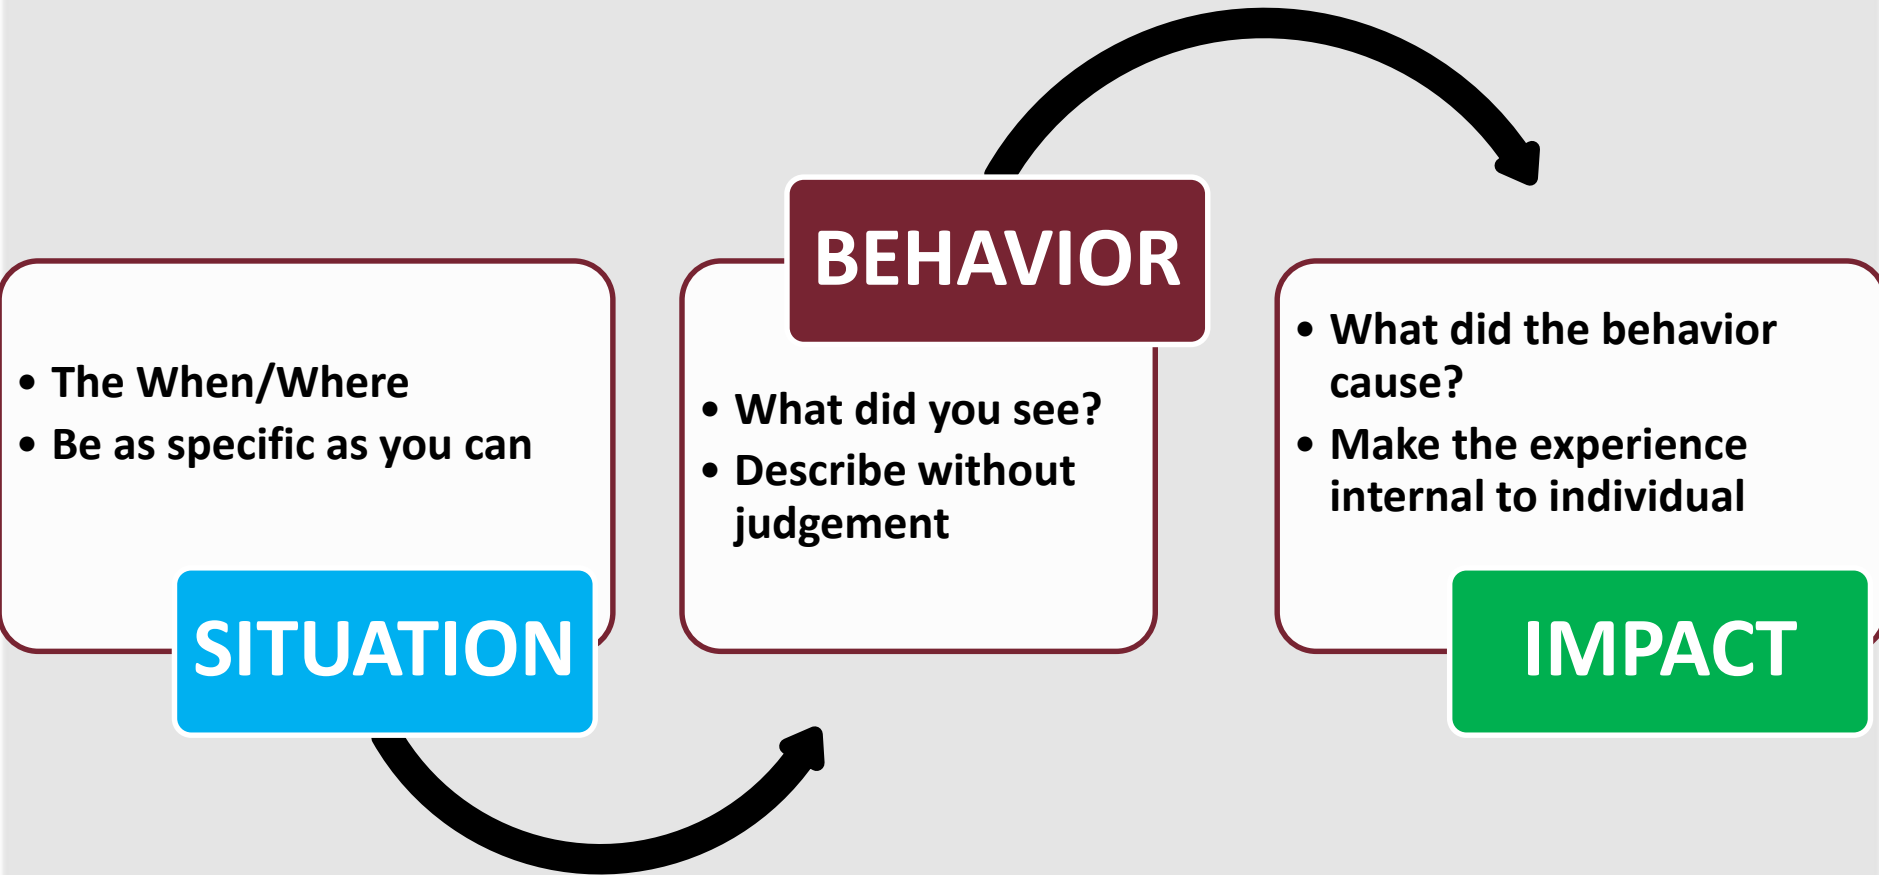 • The When/Where
• Be as specific as you can
SITUATION
BEHAVIOR
• What did you see?
• Describe without
judgement
• What did the behavior
cause?
• Make the experience
internal to individual
IMPACT